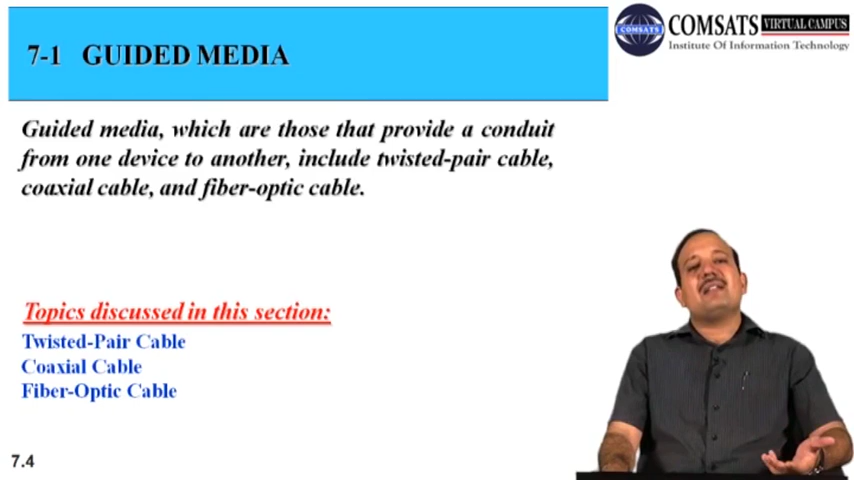 7-1 GUIDED MEDIA
COMSATS VIRTUAL CAMPUS
Institute Of Information Technology
COMSATS
Guided media, which are those that provide a conduit
from one device to another, include twisted-pair cable,
coaxial cable, and fiber-optic cable.
Topics discussed in this section:
Twisted-Pair Cable
Coaxial Cable
Fiber-Optic Cable
7.4